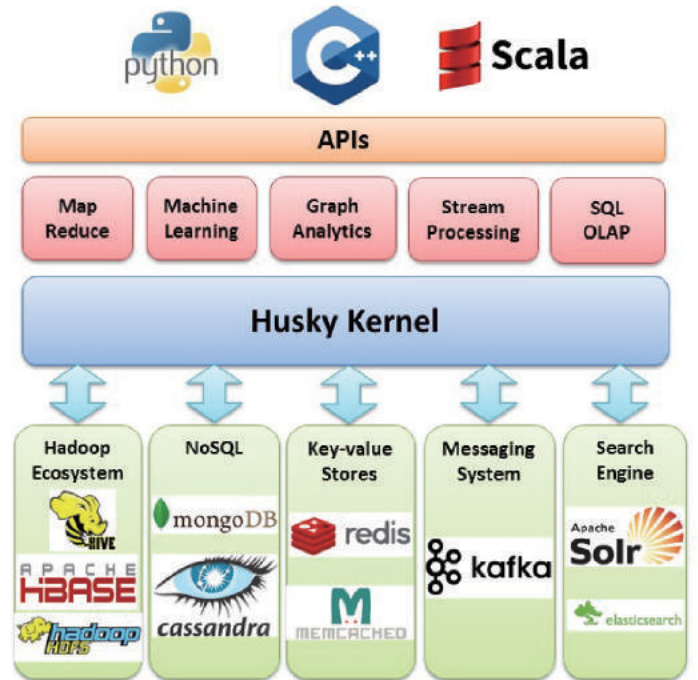 python
C++
Scala
APIs
Map
Reduce
Machine
Learning
Graph
Analytics
Stream
Processing
SQL
OLAP
Husky Kernel
Hadoop
Ecosystem
HIVE
APACHE
HBASE
hadoop
HDFS
NoSQL
mongoDB
cassandra
Key-value
Stores
redis
MEMCACHED
Messaging
System
kafka
Search
Engine
Apache
Solr
elasticsearch